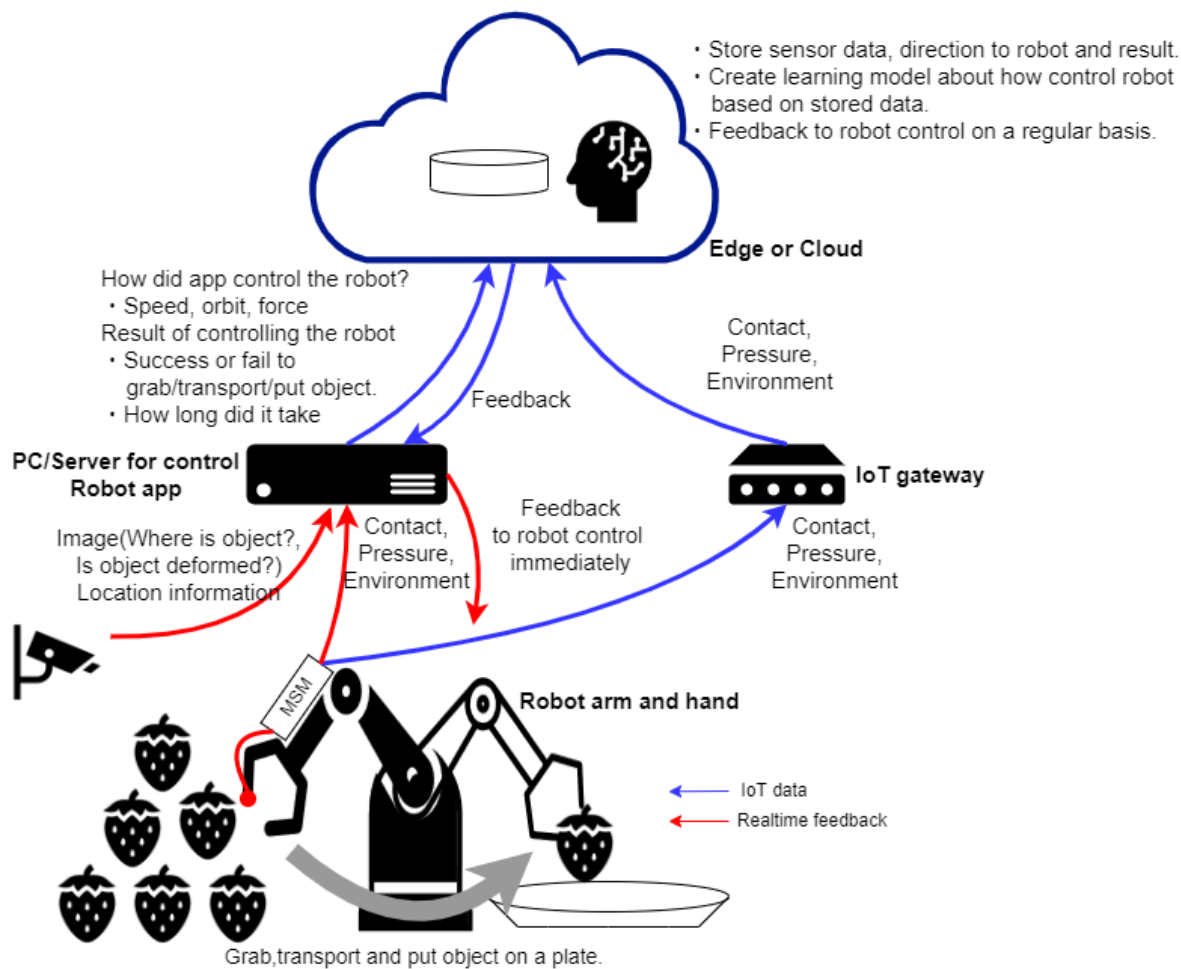 ・Store sensor data, direction to robot and result.
・Create learning model about how control robot
based on stored data.
・Feedback to robot control on a regular basis.
Edge or Cloud
How did app control the robot?
・Speed, orbit, force
Result of controlling the robot
・Success or fail to
grab/transport/put object.
・How long did it take
Feedback
Contact,
Pressure,
Environment
PC/Server for control
Robot app
IoT gateway
Image(Where is object?,
Is object deformed?)
Location information
Contact,
Pressure,
Environment
Feedback
to robot control
immediately
Contact,
Pressure,
Environment
MSM
Robot arm and hand
IoT data
Realtime feedback
Grab,transport and put object on a plate.